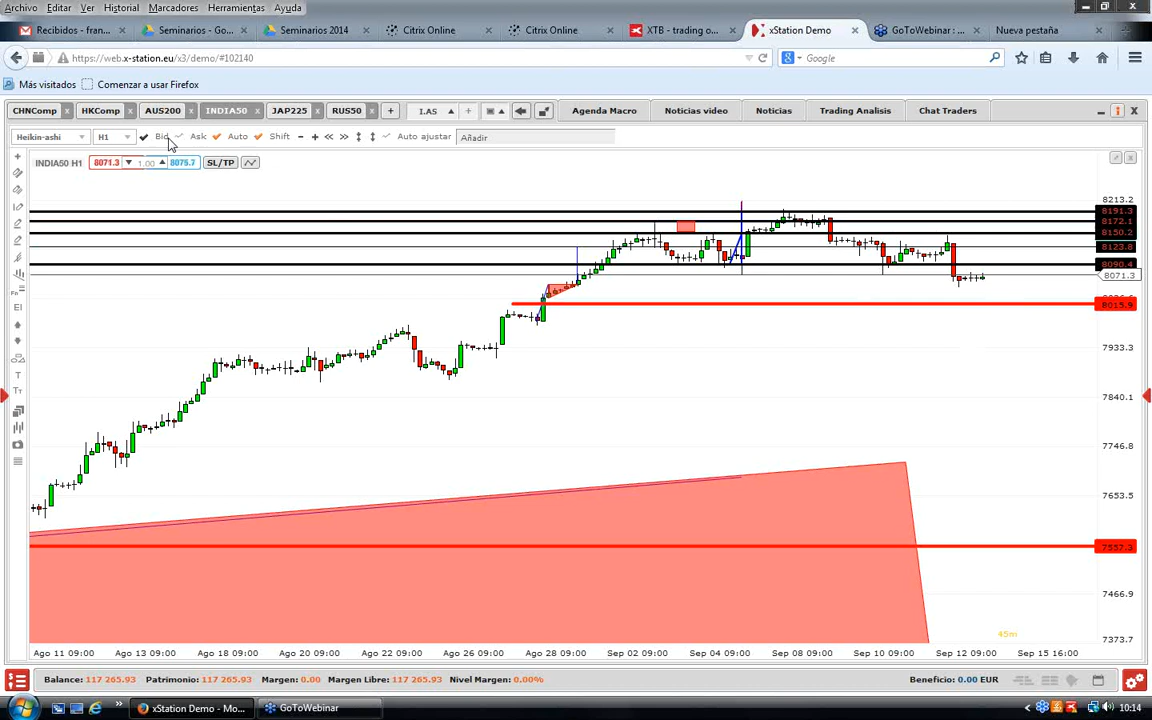 Archivo Editar Ver Historial Marcadores Herramientas Ayuda
Recibidos - fran... × Seminarios - Go... × Seminarios 2014 × Citrix Online × Citrix Online × XTB - trading o... × xStation Demo × GoToWebinar : ... × Nueva pestaña
https://web.x-station.eu/x3/demo/#102140 Google
Más visitados Comenzar a usar Firefox
CHNComp × HKComp × AUS200 × INDIA50 × JAP225 × RUS50 × + I.AS + Agenda Macro Noticias video Noticias Trading Analisis Chat Traders
Heikin-ashi H1 Bid Ask Auto Shift Auto ajustar Añadir
INDIA50 H1 8071.3 1.00 8075.7 SL/TP
8213.2
8191.3
8172.1
8150.2
8123.8
8090.4
8071.3
8015.9
7933.3
7840.1
7746.8
7653.5
7466.9
7373.7
45m
Ago 11 09:00 Ago 13 09:00 Ago 18 09:00 Ago 20 09:00 Ago 22 09:00 Ago 26 09:00 Ago 28 09:00 Sep 02 09:00 Sep 04 09:00 Sep 08 09:00 Sep 10 09:00 Sep 12 09:00 Sep 15 16:00
Balance: 117 265.93 Patrimonio: 117 265.93 Margen: 0.00 Margen Libre: 117 265.93 Nivel Margen: 0.00% Beneficio: 0.00 EUR
xStation Demo - Mo... GoToWebinar 10:14